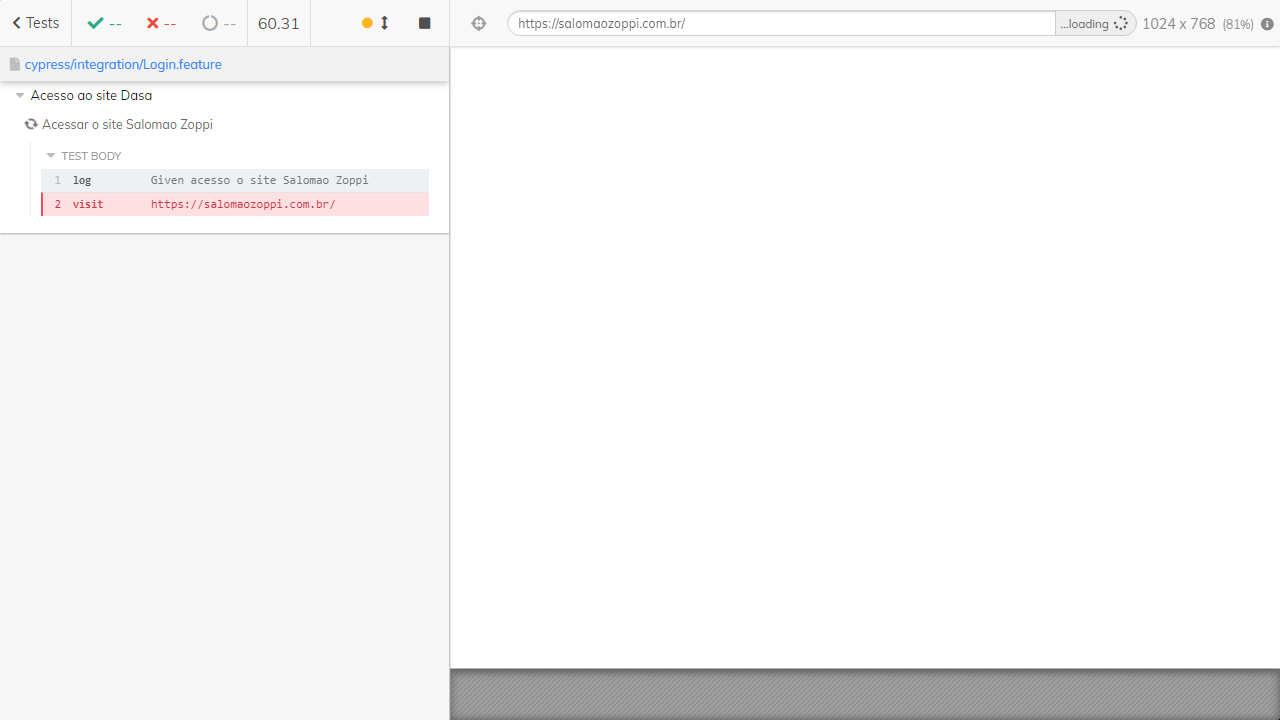 Tests -- -- -- 60.31
https://salomaozoppi.com.br/ ...loading 1024 x 768 (81%)
cypress/integration/Login.feature
Acesso ao site Dasa
Acessar o site Salomao Zoppi
TEST BODY
1 log Given acesso o site Salomao Zoppi
2 visit https://salomaozoppi.com.br/